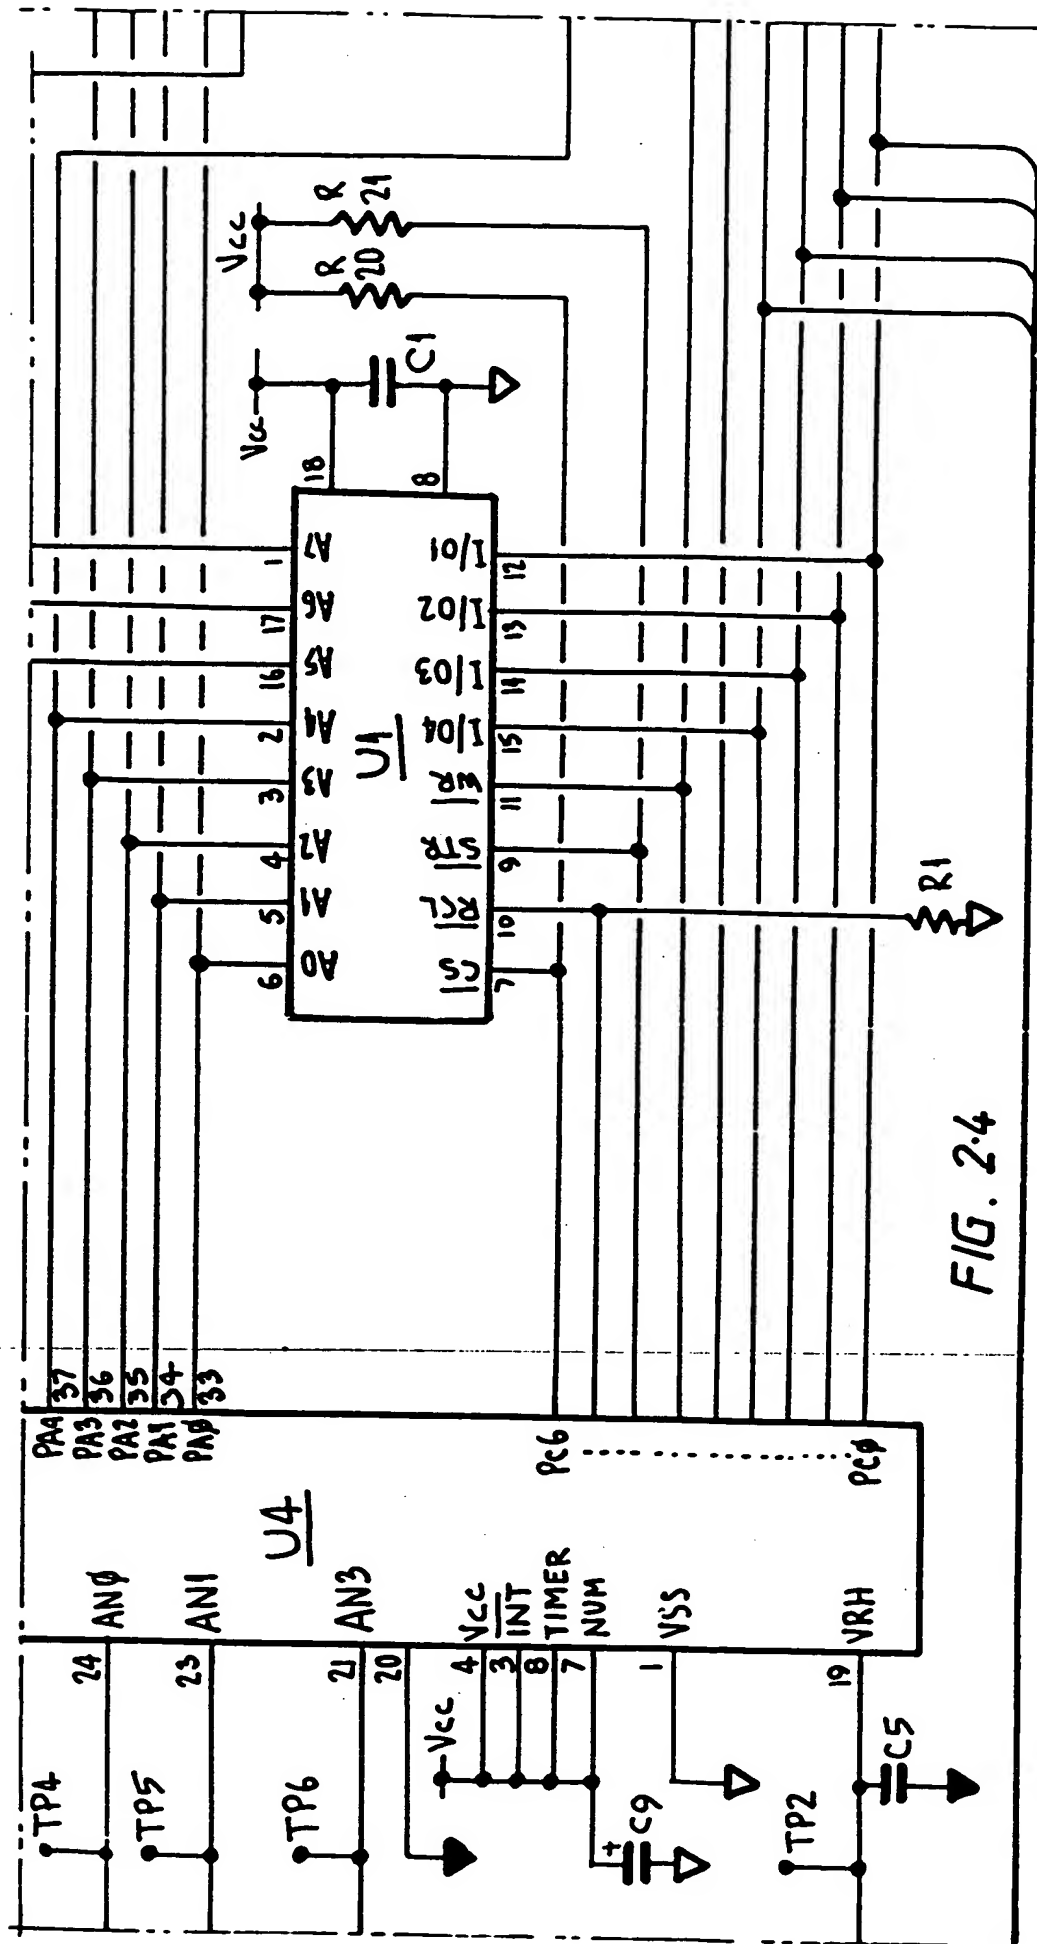 TP4
TP5
TP6
Vcc
C9
TP2
C5
24
23
21
20
4
3
8
7
1
19
ANØ
AN1
AN3
Vcc
INT
TIMER
NUM
VSS
VRH
U4
PA4
PA3
PA2
PA1
PAØ
37
36
35
34
33
PC6
PCØ
6
5
4
3
2
16
17
1
A0
A1
A2
A3
A4
A5
A6
A7
U1
CS
RCL
STR
WR
I/O4
I/O3
I/O2
I/O1
7
10
9
11
15
14
13
12
18
8
Vcc
C1
Vcc
R
20
R
21
R1
FIG. 2.4